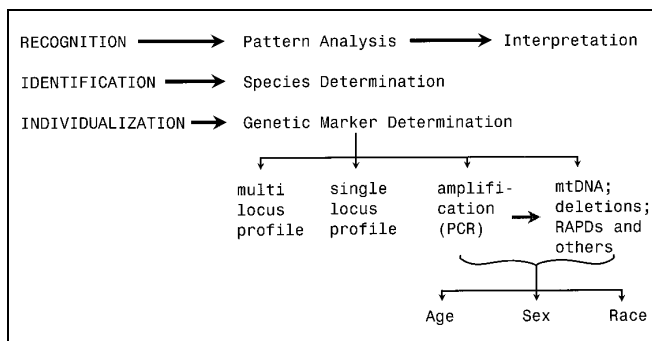 RECOGNITION Pattern Analysis Interpretation
IDENTIFICATION Species Determination
INDIVIDUALIZATION Genetic Marker Determination
multi single amplifi- mtDNA;
locus locus cation deletions;
profile profile (PCR) RAPDs and
others
Age Sex Race